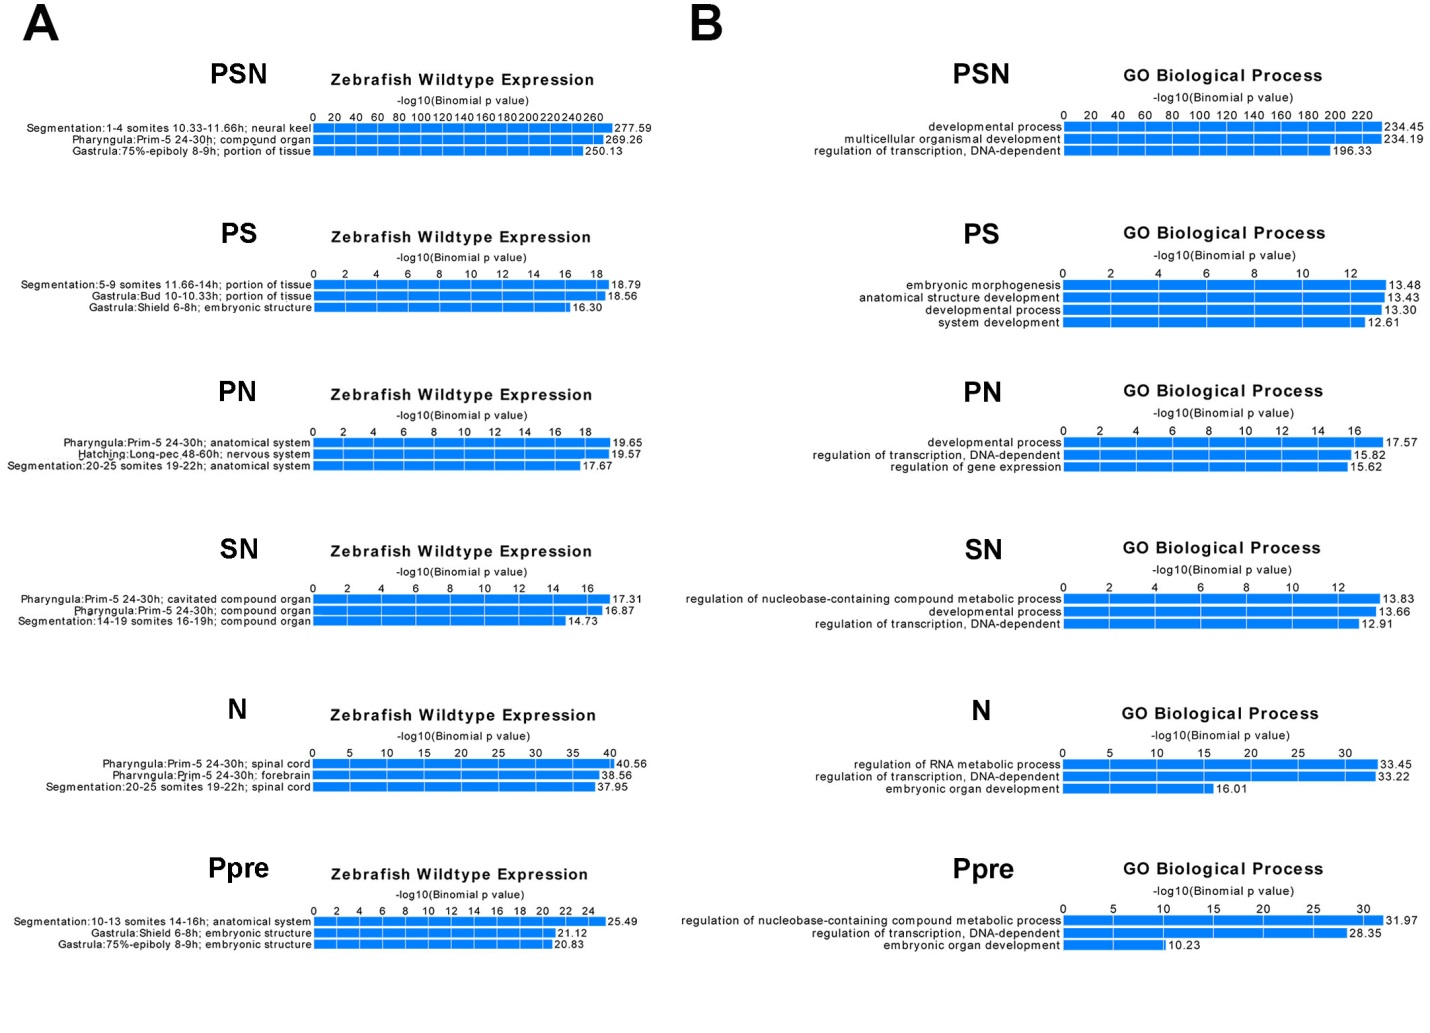 A
PSN
Zebrafish Wildtype Expression
-log10(Binomial p value)
0 20 40 60 80 100 120 140 160 180 200 220 240 260
Segmentation:1-4 somites 10.33-11.66h; neural keel 277.59
Pharyngula:Prim-5 24-30h; compound organ 269.26
Gastrula:75%-epiboly 8-9h; portion of tissue 250.13
PS
Zebrafish Wildtype Expression
-log10(Binomial p value)
0 2 4 6 8 10 12 14 16 18
Segmentation:5-9 somites 11.66-14h; portion of tissue 18.79
Gastrula:Bud 10-10.33h; portion of tissue 18.56
Gastrula:Shield 6-8h; embryonic structure 16.30
PN
Zebrafish Wildtype Expression
-log10(Binomial p value)
0 2 4 6 8 10 12 14 16 18
Pharyngula:Prim-5 24-30h; anatomical system 19.65
Hatching:Long-pec 48-60h; nervous system 19.57
Segmentation:20-25 somites 19-22h; anatomical system 17.67
SN
Zebrafish Wildtype Expression
-log10(Binomial p value)
0 2 4 6 8 10 12 14 16
Pharyngula:Prim-5 24-30h; cavitated compound organ 17.31
Pharyngula:Prim-5 24-30h; compound organ 16.87
Segmentation:14-19 somites 16-19h; compound organ 14.73
N
Zebrafish Wildtype Expression
-log10(Binomial p value)
0 5 10 15 20 25 30 35 40
Pharyngula:Prim-5 24-30h; spinal cord 40.56
Pharyngula:Prim-5 24-30h; forebrain 38.56
Segmentation:20-25 somites 19-22h; spinal cord 37.95
Ppre
Zebrafish Wildtype Expression
-log10(Binomial p value)
0 2 4 6 8 10 12 14 16 18 20 22 24
Segmentation:10-13 somites 14-16h; anatomical system 25.49
Gastrula:Shield 6-8h; embryonic structure 21.12
Gastrula:75%-epiboly 8-9h; embryonic structure 20.83
B
PSN
GO Biological Process
-log10(Binomial p value)
0 20 40 60 80 100 120 140 160 180 200 220
developmental process 234.45
multicellular organismal development 234.19
regulation of transcription, DNA-dependent 196.33
PS
GO Biological Process
-log10(Binomial p value)
0 2 4 6 8 10 12
embryonic morphogenesis 13.48
anatomical structure development 13.43
developmental process 13.30
system development 12.61
PN
GO Biological Process
-log10(Binomial p value)
0 2 4 6 8 10 12 14 16
developmental process 17.57
regulation of transcription, DNA-dependent 15.82
regulation of gene expression 15.62
SN
GO Biological Process
-log10(Binomial p value)
0 2 4 6 8 10 12
regulation of nucleobase-containing compound metabolic process 13.83
developmental process 13.66
regulation of transcription, DNA-dependent 12.91
N
GO Biological Process
-log10(Binomial p value)
0 5 10 15 20 25 30
regulation of RNA metabolic process 33.45
regulation of transcription, DNA-dependent 33.22
embryonic organ development 16.01
Ppre
GO Biological Process
-log10(Binomial p value)
0 5 10 15 20 25 30
regulation of nucleobase-containing compound metabolic process 31.97
regulation of transcription, DNA-dependent 28.35
embryonic organ development 10.23